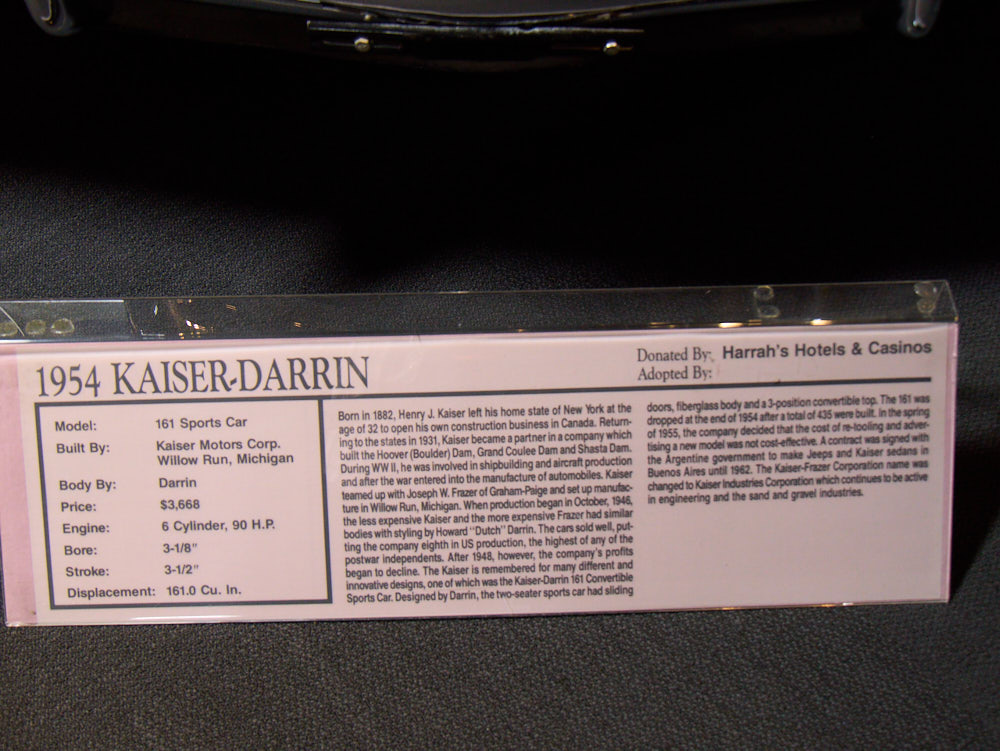 1954 KAISER-DARRIN
Donated By: Harrah's Hotels & Casinos
Adopted By:
Model: 161 Sports Car
Built By: Kaiser Motors Corp.
Willow Run, Michigan
Body By: Darrin
Price: $3,668
Engine: 6 Cylinder, 90 H.P.
Bore: 3-1/8"
Stroke: 3-1/2"
Displacement: 161.0 Cu. In.
Born in 1882, Henry J. Kaiser left his home state of New York at the
age of 32 to open his own construction business in Canada. Return-
ing to the states in 1931, Kaiser became a partner in a company which
built the Hoover (Boulder) Dam, Grand Coulee Dam and Shasta Dam.
During WW II, he was involved in shipbuilding and aircraft production
and after the war entered into the manufacture of automobiles. Kaiser
teamed up with Joseph W. Frazer of Graham-Paige and set up manufac-
ture in Willow Run, Michigan. When production began in October, 1946,
the less expensive Kaiser and the more expensive Frazer had similar
bodies with styling by Howard "Dutch" Darrin. The cars sold well, put-
ting the company eighth in US production, the highest of any of the
postwar independents. After 1948, however, the company's profits
began to decline. The Kaiser is remembered for many different and
innovative designs, one of which was the Kaiser-Darrin 161 Convertible
Sports Car. Designed by Darrin, the two-seater sports car had sliding
doors, fiberglass body and a 3-position convertible top. The 161 was
dropped at the end of 1954 after a total of 435 were built. In the spring
of 1955, the company decided that the cost of re-tooling and adver-
tising a new model was not cost-effective. A contract was signed with
the Argentine government to make Jeeps and Kaiser sedans in
Buenos Aires until 1962. The Kaiser-Frazer Corporation name was
changed to Kaiser Industries Corporation which continues to be active
in engineering and the sand and gravel industries.